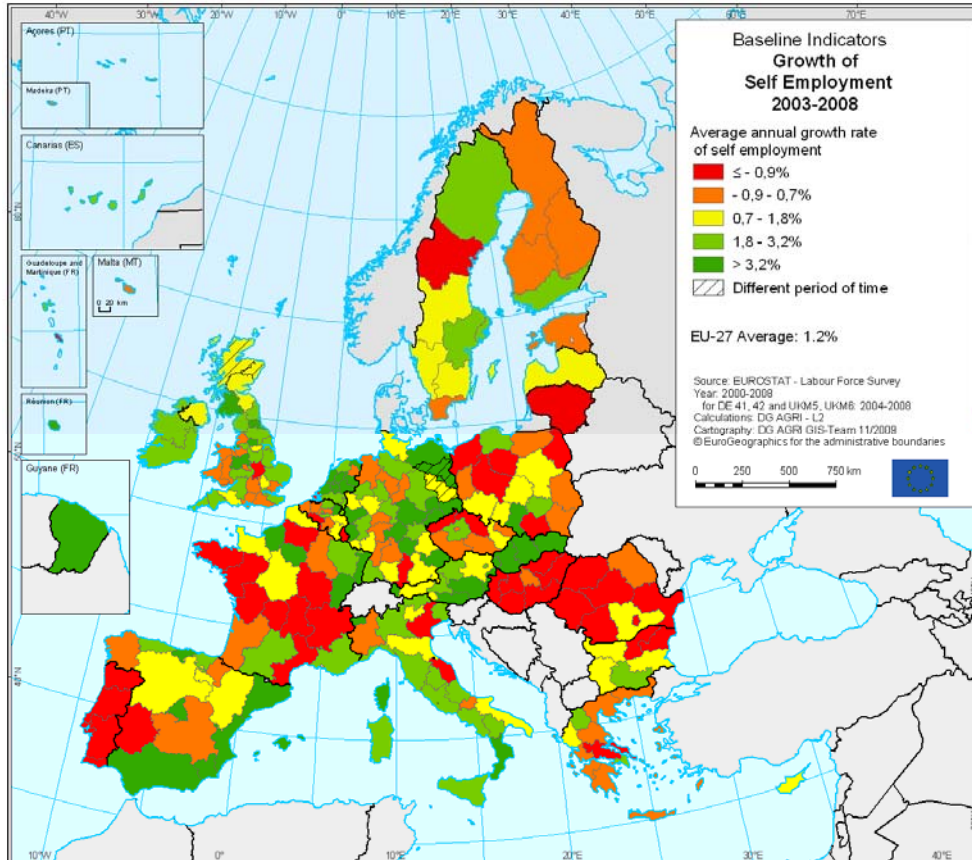 40°W
30°W
20°W
10°W
0°
10°E
20°E
30°E
40°E
50°E
60°E
70°E
Açores (PT)
Madeira (PT)
Canarias (ES)
Guadeloupe and
Martinique (FR)
Malta (MT)
0 20 km
Réunion (FR)
Guyane (FR)
Baseline Indicators
Growth of
Self Employment
2003-2008
Average annual growth rate
of self employment
≤ - 0,9%
- 0,9 - 0,7%
0,7 - 1,8%
1,8 - 3,2%
> 3,2%
Different period of time
EU-27 Average: 1.2%
Source: EUROSTAT - Labour Force Survey
Year: 2000-2008
for DE 41, 42 and UKM5, UKM6: 2004-2008
Calculations: DG AGRI - L2
Cartography: DG AGRI GIS-Team 11/2009
© EuroGeographics for the administrative boundaries
0 250 500 750 km
60°N
50°N
40°N
10°W
0°
10°E
20°E
30°E
40°E